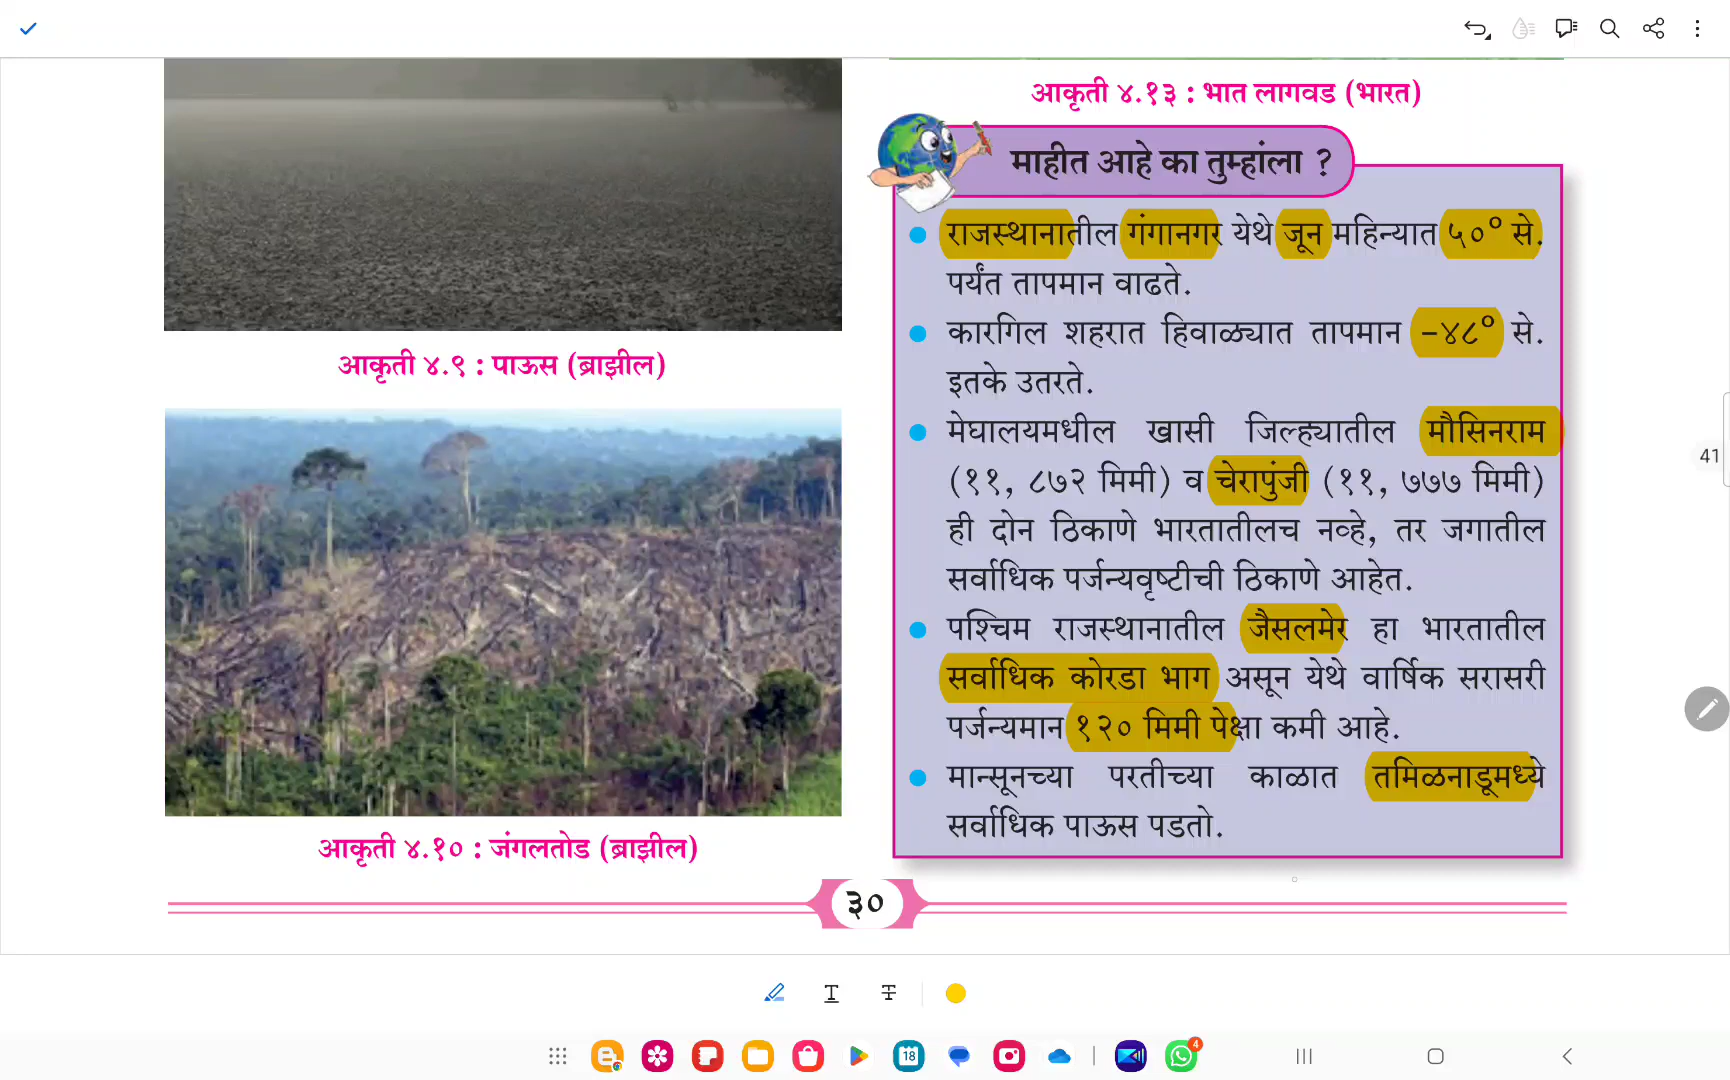 आकृती ४.९ : पाऊस (ब्राझील)
आकृती ४.१० : जंगलतोड (ब्राझील)
आकृती ४.१३ : भात लागवड (भारत)
माहीत आहे का तुम्हांला ?
राजस्थानातील गंगानगर येथे जून महिन्यात ५०° से.
पर्यंत तापमान वाढते.
कारगिल शहरात हिवाळ्यात तापमान –४८° से.
इतके उतरते.
मेघालयमधील खासी जिल्ह्यातील मौसिनराम
(११, ८७२ मिमी) व चेरापुंजी (११, ७७७ मिमी)
ही दोन ठिकाणे भारतातीलच नव्हे, तर जगातील
सर्वाधिक पर्जन्यवृष्टीची ठिकाणे आहेत.
पश्चिम राजस्थानातील जैसलमेर हा भारतातील
सर्वाधिक कोरडा भाग असून येथे वार्षिक सरासरी
पर्जन्यमान १२० मिमी पेक्षा कमी आहे.
मान्सूनच्या परतीच्या काळात तमिळनाडूमध्ये
सर्वाधिक पाऊस पडतो.
३०
41
18
4